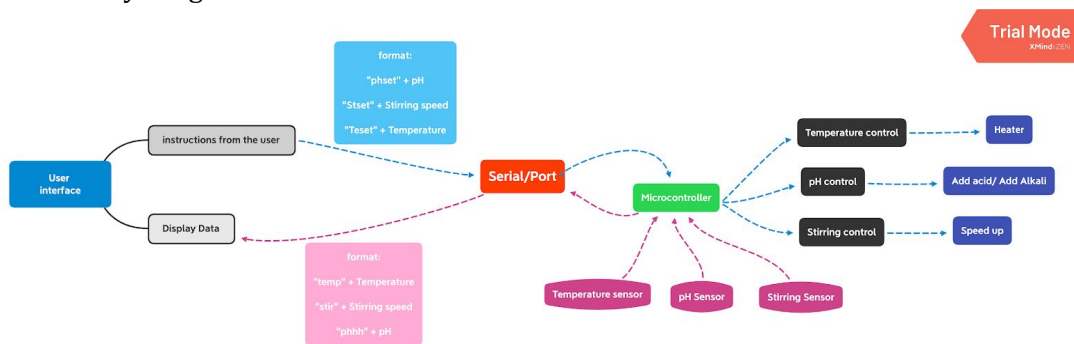 Trial Mode
XMind:ZEN
format:
"phset" + pH
"Stset" + Stirring speed
"Teset" + Temperature
instructions from the user
User
interface
Display Data
Serial/Port
Microcontroller
Temperature control
Heater
pH control
Add acid/ Add Alkali
Stirring control
Speed up
format:
"temp" + Temperature
"stir" + Stirring speed
"phhh" + pH
Temperature sensor
pH Sensor
Stirring Sensor